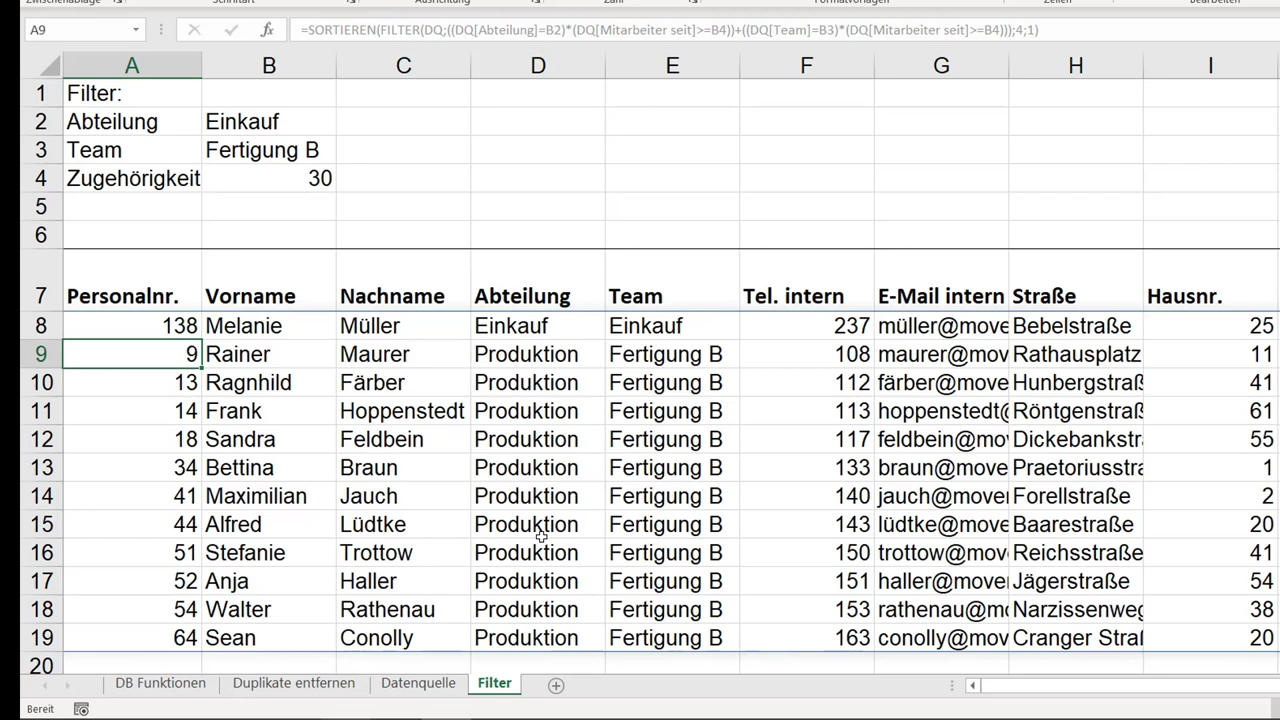 A9
fx
=SORTIEREN(FILTER(DQ;((DQ[Abteilung]=B2)*(DQ[Mitarbeiter seit]>=B4))+((DQ[Team]=B3)*(DQ[Mitarbeiter seit]>=B4)));4;1)
A B C D E F G H I
1 Filter:
2 Abteilung Einkauf
3 Team Fertigung B
4 Zugehörigkeit 30
5
6
7 Personalnr. Vorname Nachname Abteilung Team Tel. intern E-Mail intern Straße Hausnr.
8 138 Melanie Müller Einkauf Einkauf 237 müller@move Bebelstraße 25
9 9 Rainer Maurer Produktion Fertigung B 108 maurer@mov Rathausplatz 11
10 13 Ragnhild Färber Produktion Fertigung B 112 färber@move Hunbergstraß 41
11 14 Frank Hoppenstedt Produktion Fertigung B 113 hoppenstedt@ Röntgenstraß 61
12 18 Sandra Feldbein Produktion Fertigung B 117 feldbein@mov Dickebankstr 55
13 34 Bettina Braun Produktion Fertigung B 133 braun@move Praetoriusstra 1
14 41 Maximilian Jauch Produktion Fertigung B 140 jauch@mover Forellstraße 2
15 44 Alfred Lüdtke Produktion Fertigung B 143 lüdtke@move Baarestraße 20
16 51 Stefanie Trottow Produktion Fertigung B 150 trottow@mov Reichsstraße 41
17 52 Anja Haller Produktion Fertigung B 151 haller@mover Jägerstraße 54
18 54 Walter Rathenau Produktion Fertigung B 153 rathenau@mo Narzissenweg 38
19 64 Sean Conolly Produktion Fertigung B 163 conolly@mov Cranger Straß 20
20
DB Funktionen Duplikate entfernen Datenquelle Filter
Bereit